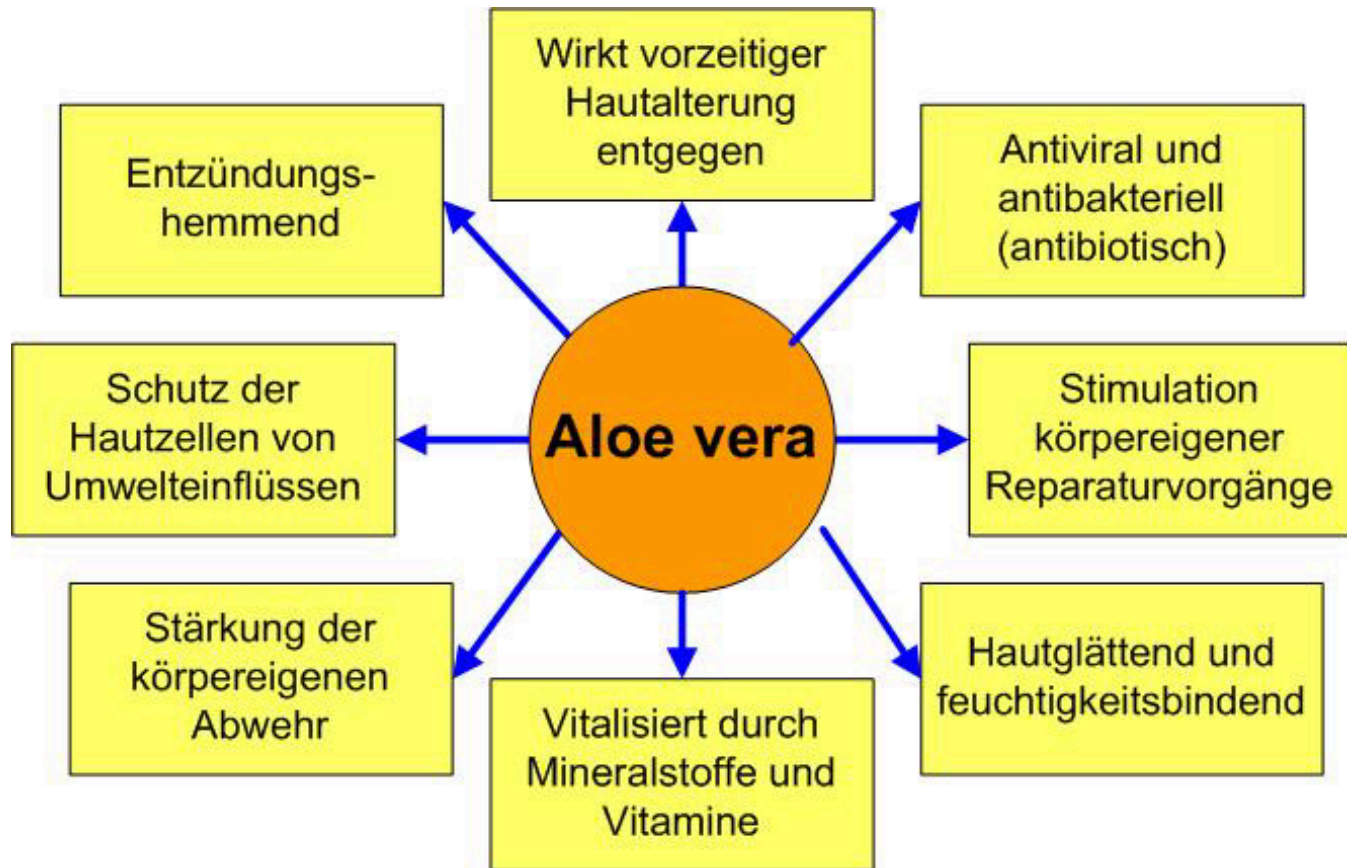 Wirkt vorzeitiger
Hautalterung
entgegen
Entzündungs-
hemmend
Antiviral und
antibakteriell
(antibiotisch)
Schutz der
Hautzellen von
Umwelteinflüssen
Aloe vera
Stimulation
körpereigener
Reparaturvorgänge
Stärkung der
körpereigenen
Abwehr
Vitalisiert durch
Mineralstoffe und
Vitamine
Hautglättend und
feuchtigkeitsbindend